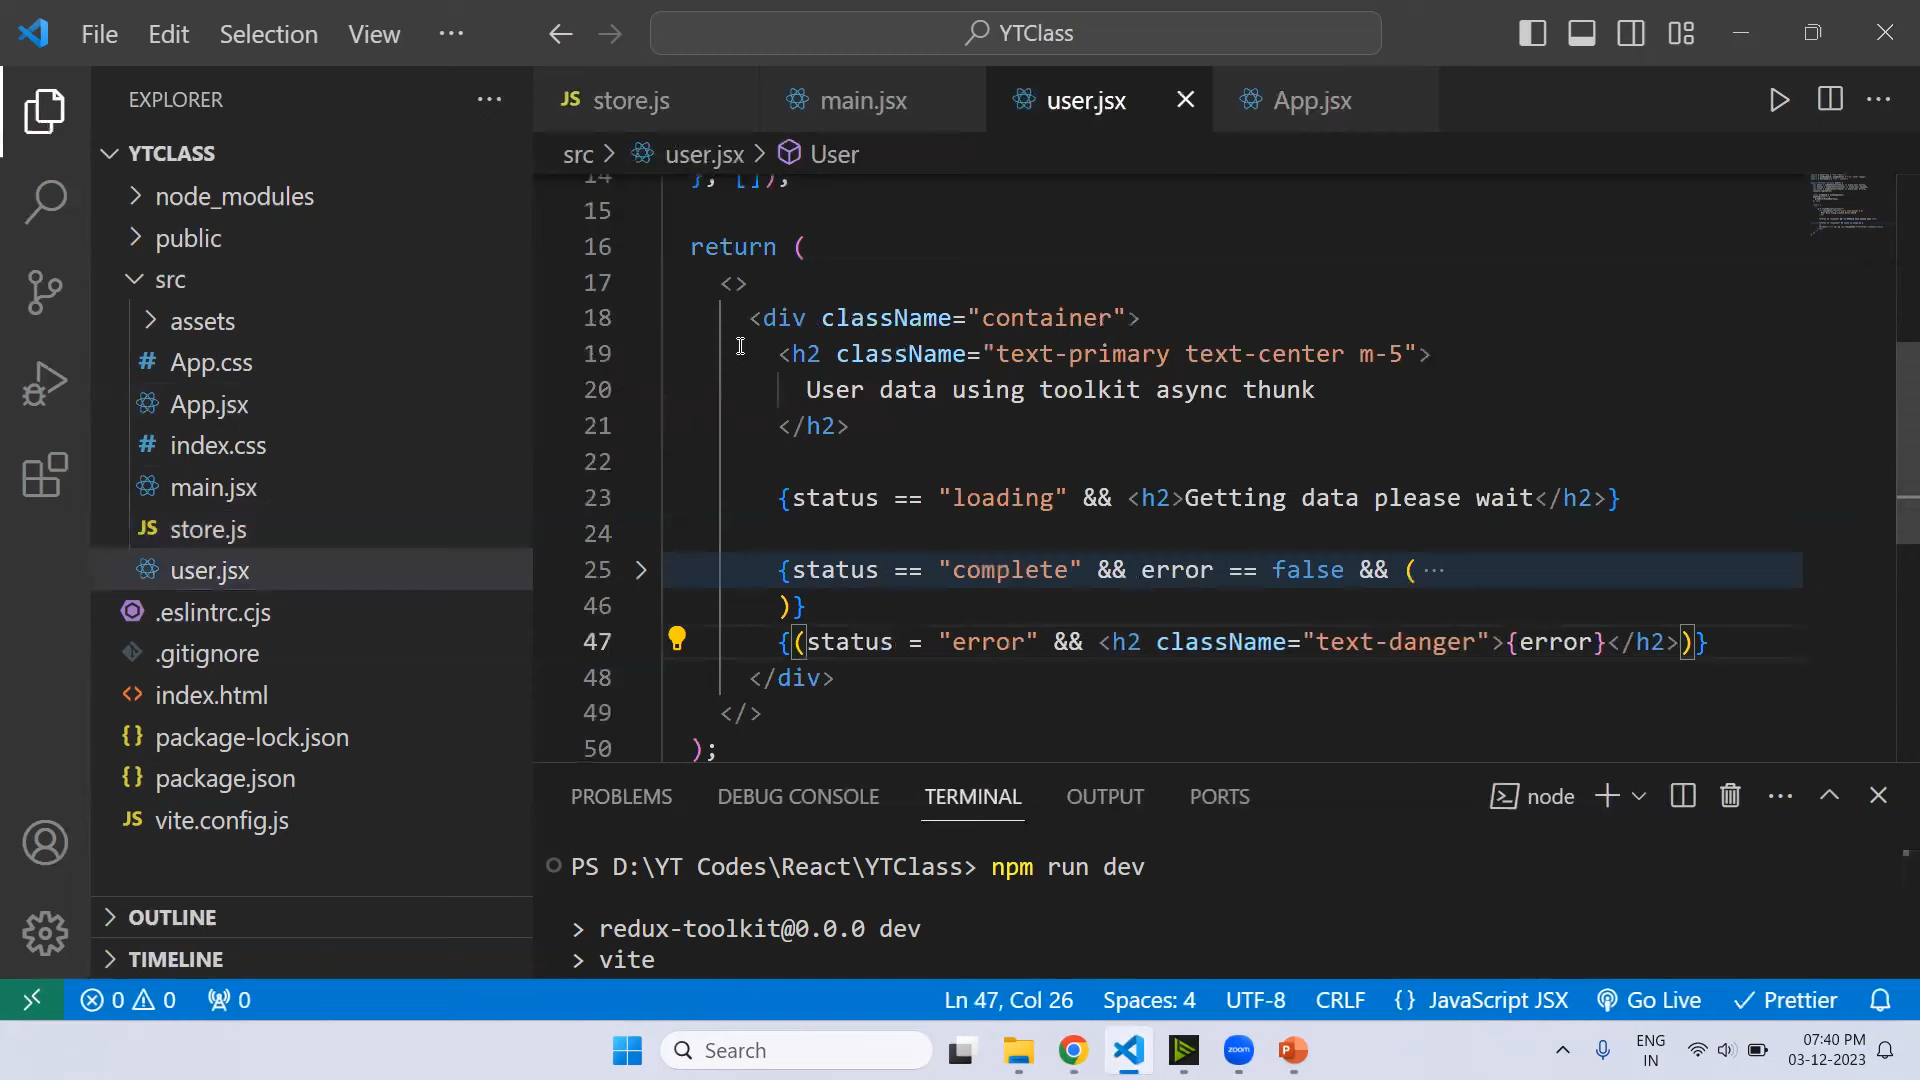 File Edit Selection View ··· YTClass
EXPLORER ···
YTCLASS
node_modules
public
src
assets
# App.css
App.jsx
# index.css
main.jsx
JS store.js
user.jsx
.eslintrc.cjs
.gitignore
<> index.html
{} package-lock.json
{} package.json
JS vite.config.js
OUTLINE
TIMELINE
JS store.js main.jsx user.jsx App.jsx
src > user.jsx > User
14 }, []);
15
16 return (
17 <>
18 <div className="container">
19 <h2 className="text-primary text-center m-5">
20 User data using toolkit async thunk
21 </h2>
22
23 {status == "loading" && <h2>Getting data please wait</h2>}
24
25 {status == "complete" && error == false && (···
46 )}
47 {(status = "error" && <h2 className="text-danger">{error}</h2>)}
48 </div>
49 </>
50 );
PROBLEMS DEBUG CONSOLE TERMINAL OUTPUT PORTS node
PS D:\YT Codes\React\YTClass> npm run dev
> redux-toolkit@0.0.0 dev
> vite
0 0 0 Ln 47, Col 26 Spaces: 4 UTF-8 CRLF {} JavaScript JSX Go Live Prettier
Search zoom P ENG IN 07:40 PM 03-12-2023